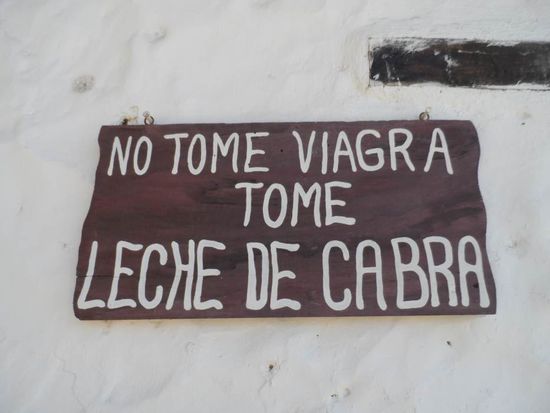 NO TOME VIAGRA
TOME
LECHE DE CABRA